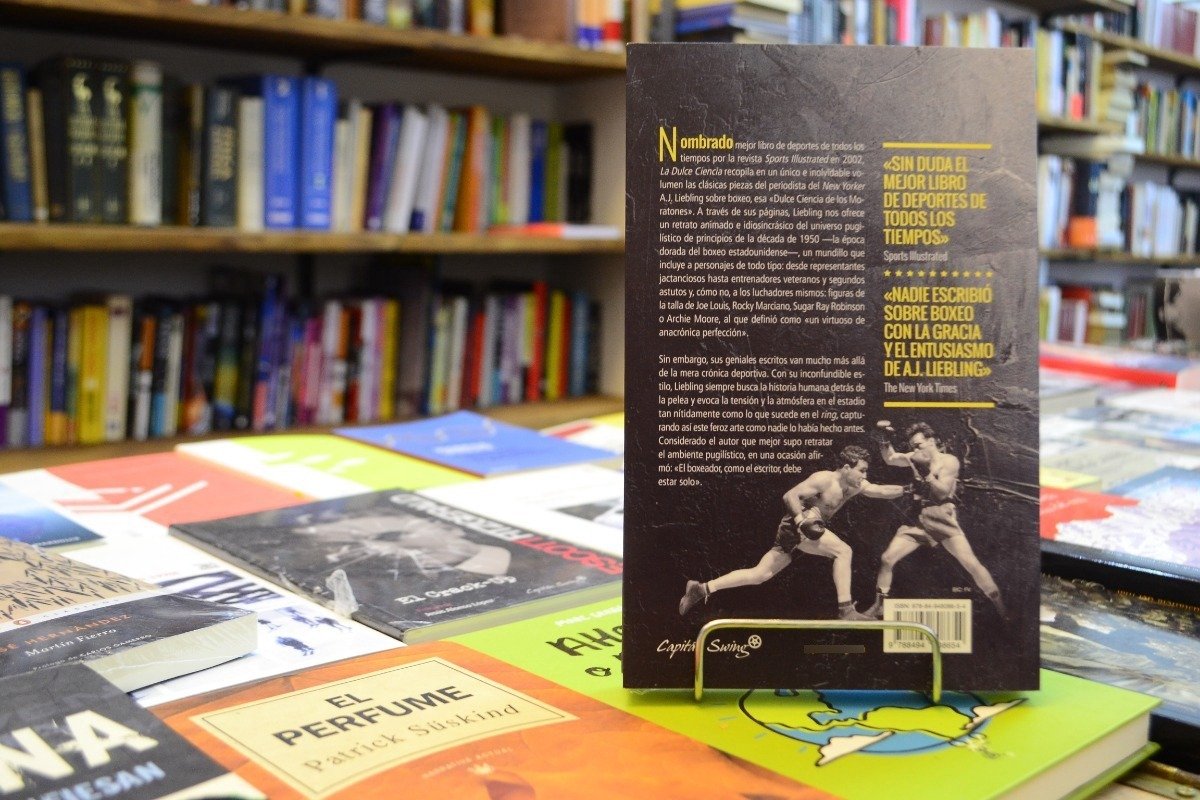 Nombrado mejor libro de deportes de todos los
tiempos por la revista Sports Illustrated en 2002,
La Dulce Ciencia recopila en un único e inolvidable vo-
lumen las clásicas piezas del periodista del New Yorker
A.J. Liebling sobre boxeo, esa «Dulce Ciencia de los Mo-
ratones». A través de sus páginas, Liebling nos ofrece
un retrato animado e idiosincrásico del universo pugi-
lístico de principios de la década de 1950 —la época
dorada del boxeo estadounidense—, un mundillo que
incluye a personajes de todo tipo: desde representantes
jactanciosos hasta entrenadores veteranos y segundos
astutos y, cómo no, a los luchadores mismos: figuras de
la talla de Joe Louis, Rocky Marciano, Sugar Ray Robinson
o Archie Moore, al que definió como «un virtuoso de
anacrónica perfección».
Sin embargo, sus geniales escritos van mucho más allá
de la mera crónica deportiva. Con su inconfundible es-
tilo, Liebling siempre busca la historia humana detrás de
la pelea y evoca la tensión y la atmósfera en el estadio
tan nítidamente como lo que sucede en el ring, captu-
rando así este feroz arte como nadie lo había hecho antes.
Considerado el autor que mejor supo retratar
el ambiente pugilístico, en una ocasión afir-
mó: «El boxeador, como el escritor, debe
estar solo».
«SIN DUDA EL
MEJOR LIBRO
DE DEPORTES DE
TODOS LOS
TIEMPOS»
Sports Illustrated
«NADIE ESCRIBIÓ
SOBRE BOXEO
CON LA GRACIA
Y EL ENTUSIASMO
DE A.J. LIEBLING»
The New York Times
Capitán Swing
El Crack-Up
Capitán Swing
HERNÁNDEZ
Martín Fierro
EL
PERFUME
Patrick Süskind